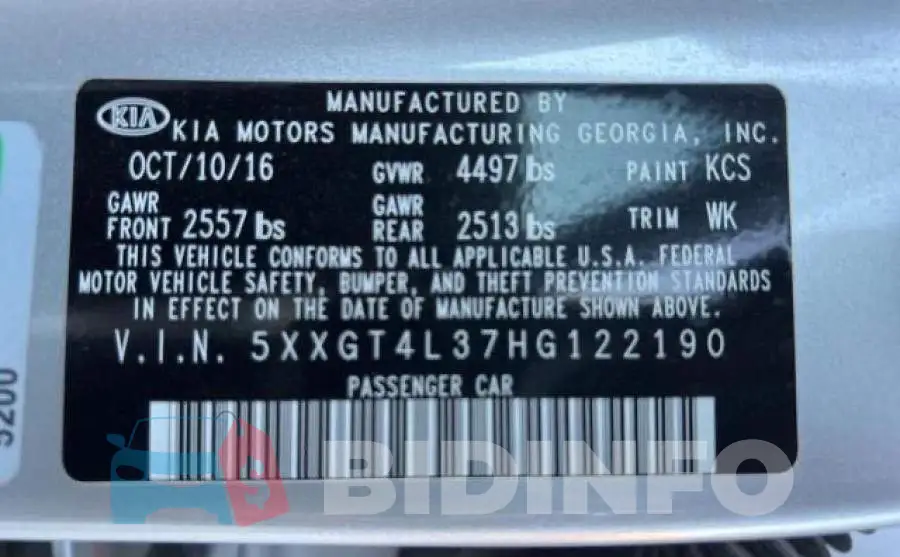 KIA
MANUFACTURED BY
KIA MOTORS MANUFACTURING GEORGIA, INC.
OCT/10/16 GVWR 4497 lbs PAINT KCS
GAWR FRONT 2557 lbs GAWR REAR 2513 lbs TRIM WK
THIS VEHICLE CONFORMS TO ALL APPLICABLE U.S.A. FEDERAL
MOTOR VEHICLE SAFETY, BUMPER, AND THEFT PREVENTION STANDARDS
IN EFFECT ON THE DATE OF MANUFACTURE SHOWN ABOVE.
V.I.N. 5XXGT4L37HG122190
PASSENGER CAR
BIDINFO
5200